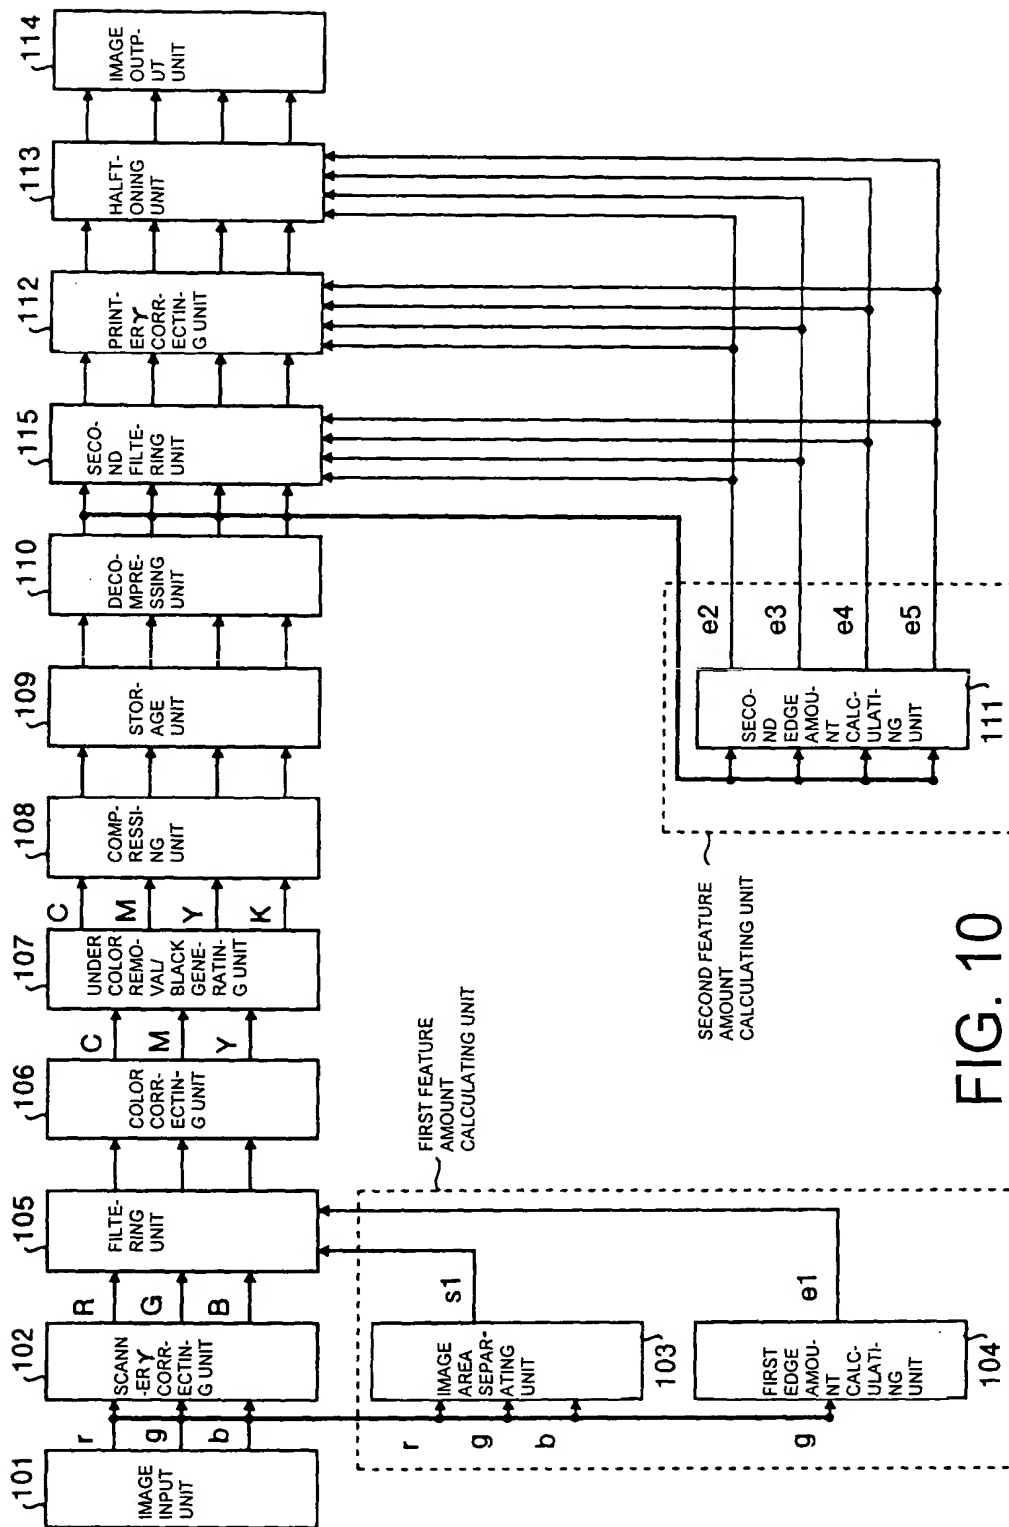 101
IMAGE
INPUT
UNIT
r
g
b
102
SCANN
-ER γ
CORR-
ECTIN-
G UNIT
R
G
B
105
FILTE-
RING
UNIT
106
COLOR
CORR-
ECTIN-
G UNIT
C
M
Y
107
UNDER
COLOR
REMO-
VAL/
BLACK
GENE-
RATIN-
G UNIT
C
M
Y
K
108
COMP-
RESSI-
NG
UNIT
109
STOR-
AGE
UNIT
110
DECO-
MPRE-
SSING
UNIT
115
SECO-
ND
FILTE-
RING
UNIT
112
PRINT-
ER γ
CORR-
ECTIN-
G UNIT
113
HALFT-
ONING
UNIT
114
IMAGE
OUTP-
UT
UNIT
FIRST FEATURE
AMOUNT
CALCULATING UNIT
r
g
b
IMAGE
AREA
SEPAR-
ATING
UNIT
103
s1
g
FIRST
EDGE
AMOU-
NT
CALC-
ULATI-
NG
UNIT
104
e1
SECOND FEATURE
AMOUNT
CALCULATING UNIT
SECO-
ND
EDGE
AMOU-
NT
CALC-
ULATI-
NG
UNIT
111
e2
e3
e4
e5
FIG. 10